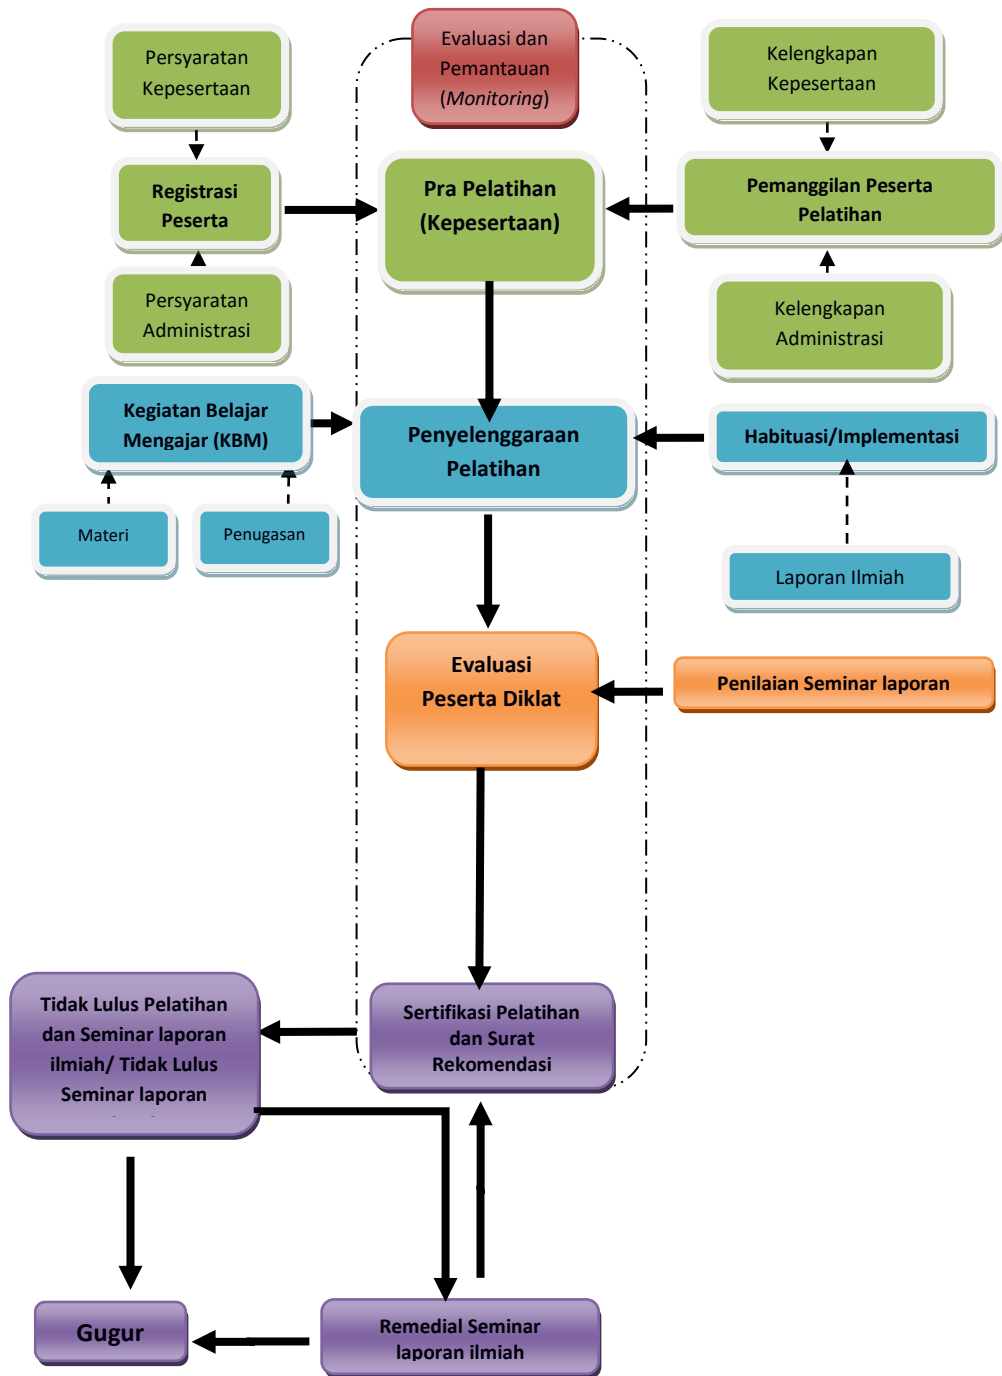 Persyaratan
Kepesertaan
Evaluasi dan
Pemantauan
(Monitoring)
Kelengkapan
Kepesertaan
Registrasi
Peserta
Pra Pelatihan
(Kepesertaan)
Pemanggilan Peserta
Pelatihan
Persyaratan
Administrasi
Kelengkapan
Administrasi
Kegiatan Belajar
Mengajar (KBM)
Penyelenggaraan
Pelatihan
Habituasi/Implementasi
Materi
Penugasan
Laporan Ilmiah
Evaluasi
Peserta Diklat
Penilaian Seminar laporan
Tidak Lulus Pelatihan
dan Seminar laporan
ilmiah/ Tidak Lulus
Seminar laporan
Sertifikasi Pelatihan
dan Surat
Rekomendasi
Gugur
Remedial Seminar
laporan ilmiah